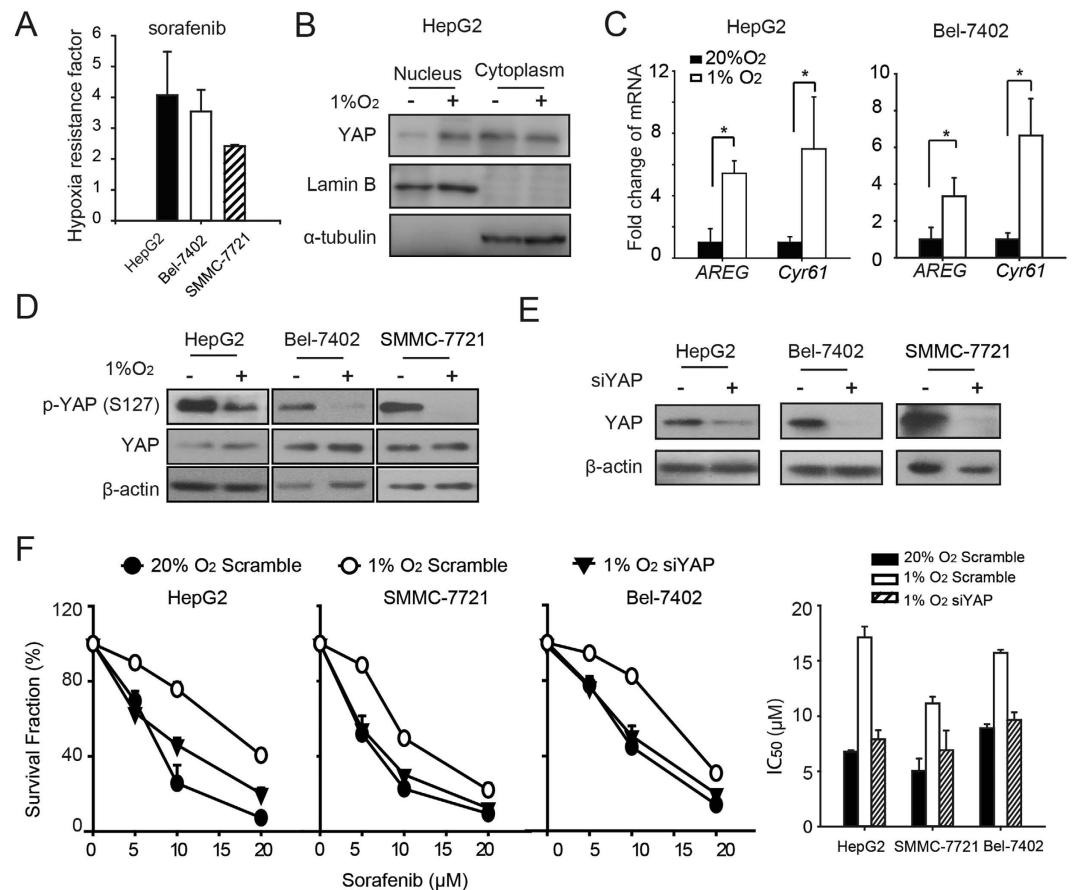 A
sorafenib
Hypoxia resistance factor
6
5
4
3
2
1
0
HepG2
Bel-7402
SMMC-7721
B
HepG2
Nucleus Cytoplasm
1%O2 - + - +
YAP
Lamin B
α-tubulin
C
HepG2
20%O2
1% O2
Fold change of mRNA
12
8
4
0
* *
AREG Cyr61
Bel-7402
10
8
6
4
2
0
* *
AREG Cyr61
D
HepG2 Bel-7402 SMMC-7721
1%O2 - + - + - +
p-YAP (S127)
YAP
β-actin
E
HepG2 Bel-7402 SMMC-7721
siYAP - + - + - +
YAP
β-actin
F
20% O2 Scramble 1% O2 Scramble 1% O2 siYAP
HepG2 SMMC-7721 Bel-7402
Survival Fraction (%)
120
80
40
0
0 5 10 15 20 0 5 10 15 20 0 5 10 15 20
Sorafenib (μM)
20% O2 Scramble
1% O2 Scramble
1% O2 siYAP
IC50 (μM)
20
15
10
5
0
HepG2 SMMC-7721 Bel-7402